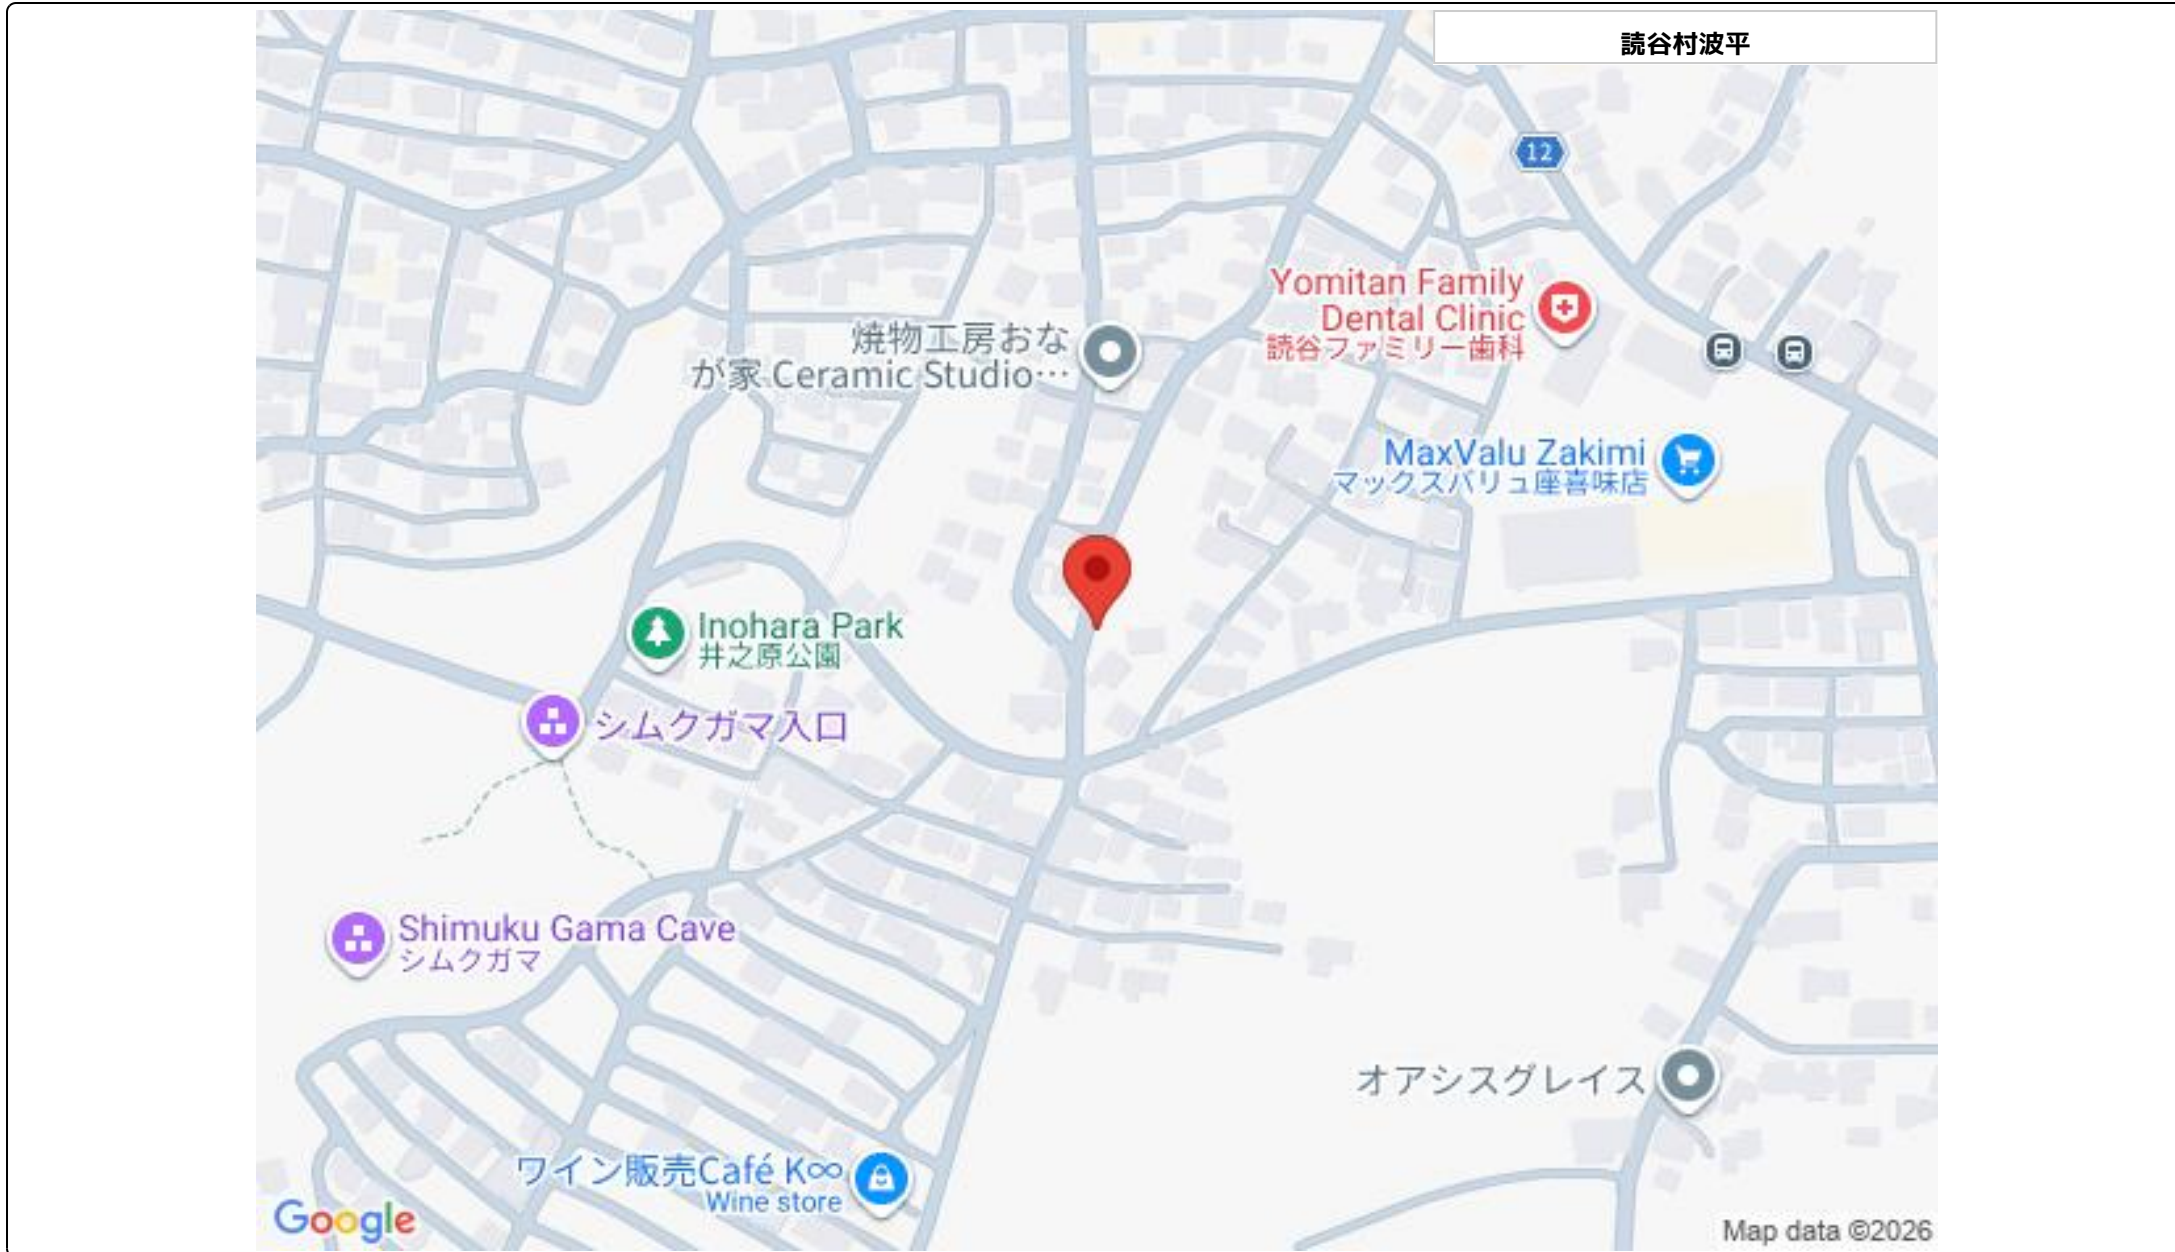 読谷村波平
12
Yomitan Family
Dental Clinic
読谷ファミリー歯科
焼物工房おな
が家 Ceramic Studio…
MaxValu Zakimi
マックスバリュ座喜味店
Inohara Park
井之原公園
シムクガマ入口
Shimuku Gama Cave
シムクガマ
オアシスグレイス
ワイン販売Café K∞
Wine store
Google
Map data ©2026